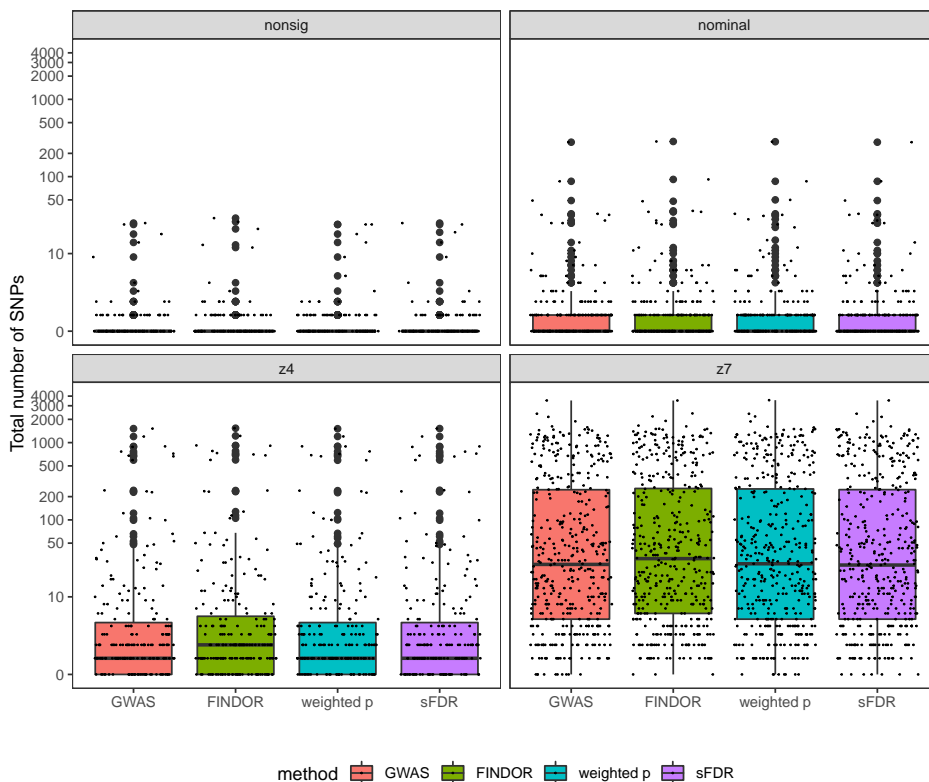 nonsig
nominal
4000
3000
2000
1000
500
200
100
50
10
0
Total number of SNPs
z4
z7
4000
3000
2000
1000
500
200
100
50
10
0
GWAS FINDOR weighted p sFDR
GWAS FINDOR weighted p sFDR
method GWAS FINDOR weighted p sFDR